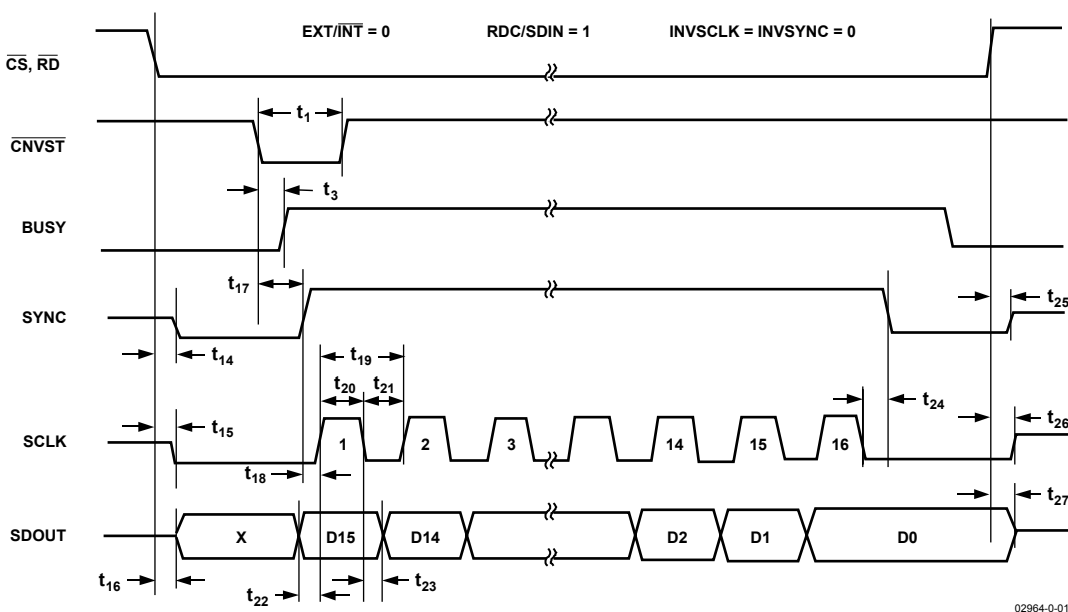 EXT/INT = 0 RDC/SDIN = 1 INVSCLK = INVSYNC = 0
CS, RD
t1
CNVST
t3
BUSY
t17
SYNC
t25
t14
t19
t20 t21
t24
t15
SCLK
1 2 3 14 15 16
t26
t18
t27
SDOUT
X D15 D14 D2 D1 D0
t16
t22
t23
02964-0-01